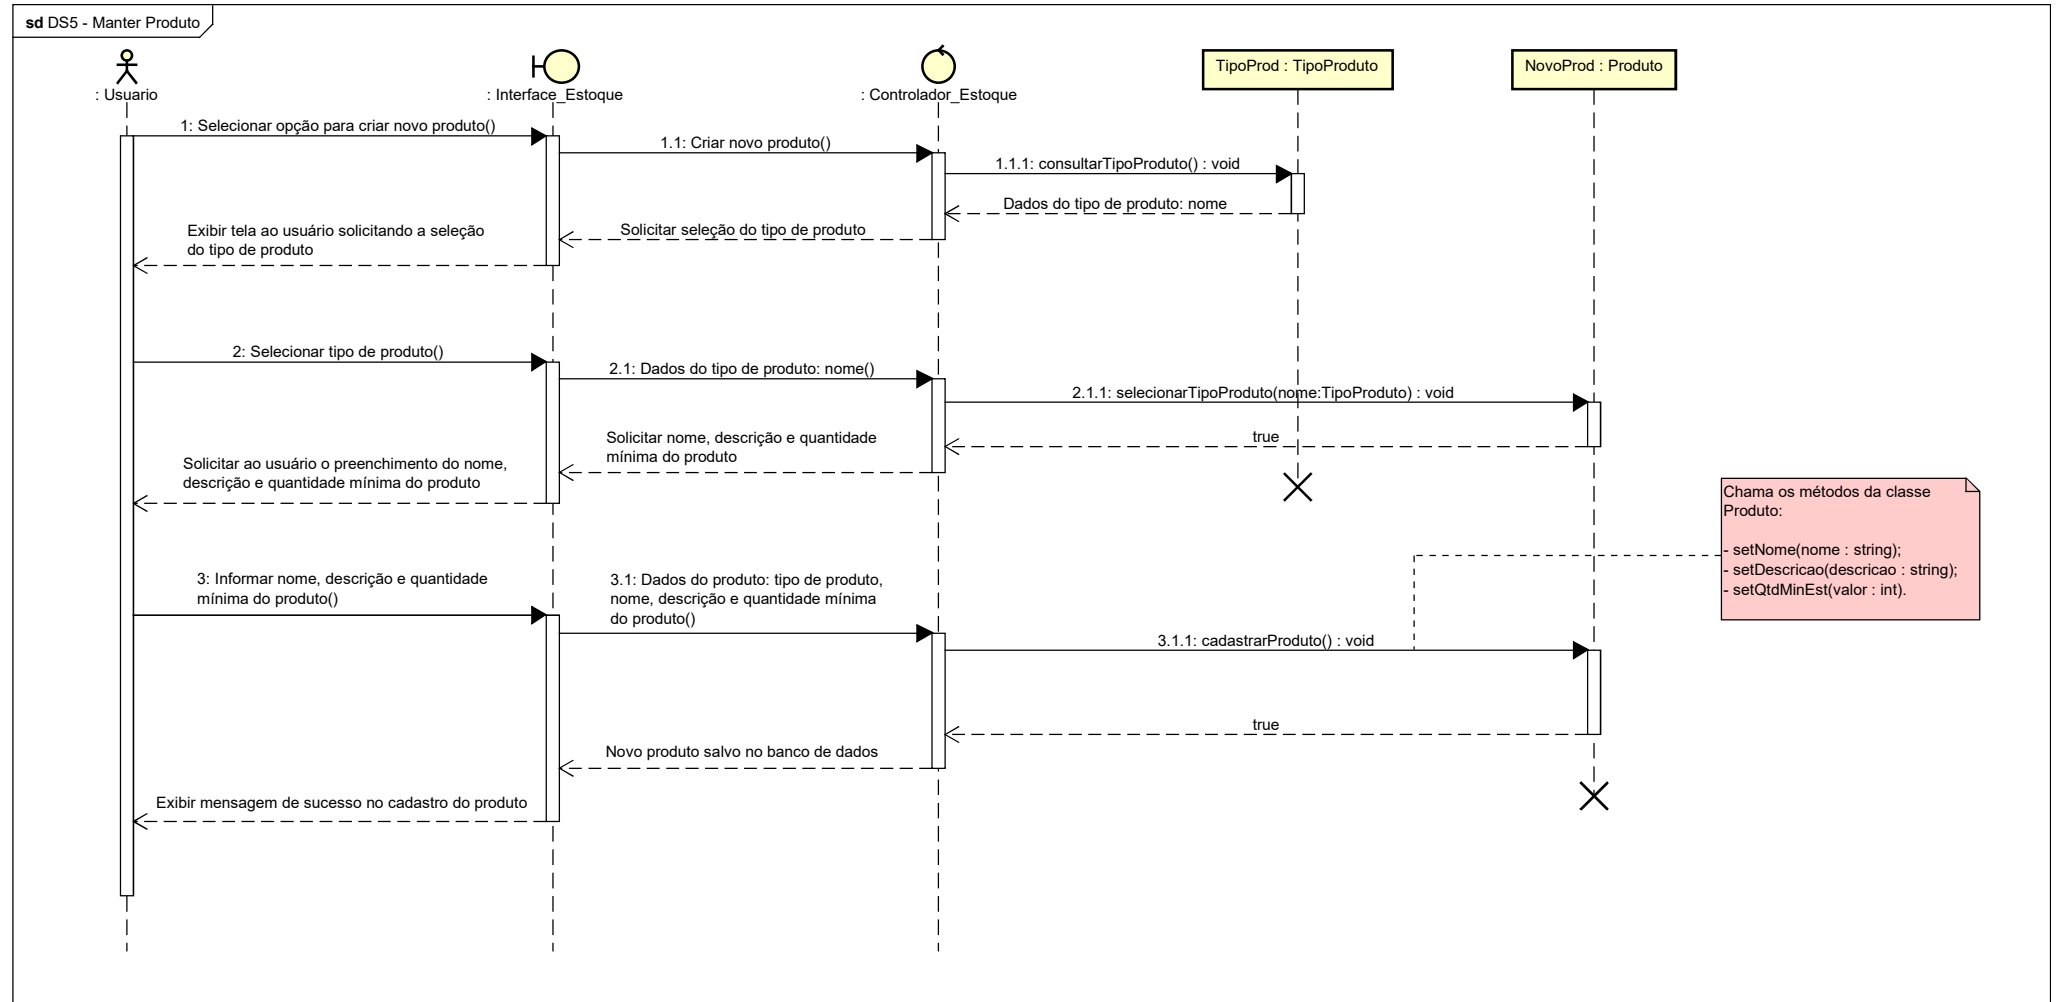 sd DS5 - Manter Produto
: Usuario
: Interface_Estoque
: Controlador_Estoque
TipoProd : TipoProduto
NovoProd : Produto
1: Selecionar opção para criar novo produto()
1.1: Criar novo produto()
1.1.1: consultarTipoProduto() : void
Dados do tipo de produto: nome
Solicitar seleção do tipo de produto
Exibir tela ao usuário solicitando a seleção
do tipo de produto
2: Selecionar tipo de produto()
2.1: Dados do tipo de produto: nome()
2.1.1: selecionarTipoProduto(nome:TipoProduto) : void
true
Solicitar nome, descrição e quantidade
mínima do produto
Solicitar ao usuário o preenchimento do nome,
descrição e quantidade mínima do produto
Chama os métodos da classe
Produto:
- setNome(nome : string);
- setDescricao(descricao : string);
- setQtdMinEst(valor : int).
3: Informar nome, descrição e quantidade
mínima do produto()
3.1: Dados do produto: tipo de produto,
nome, descrição e quantidade mínima
do produto()
3.1.1: cadastrarProduto() : void
true
Novo produto salvo no banco de dados
Exibir mensagem de sucesso no cadastro do produto